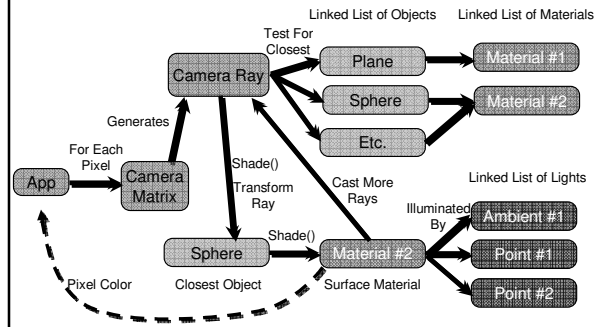 Linked List of Objects
Linked List of Materials
Test For
Closest
Plane
Material #1
Camera Ray
Sphere
Material #2
Generates
Etc.
For Each
Pixel
Shade()
Transform
Ray
Cast More
Rays
App
Camera
Matrix
Linked List of Lights
Illuminated
By
Ambient #1
Shade()
Sphere
Material #2
Point #1
Pixel Color
Closest Object
Surface Material
Point #2